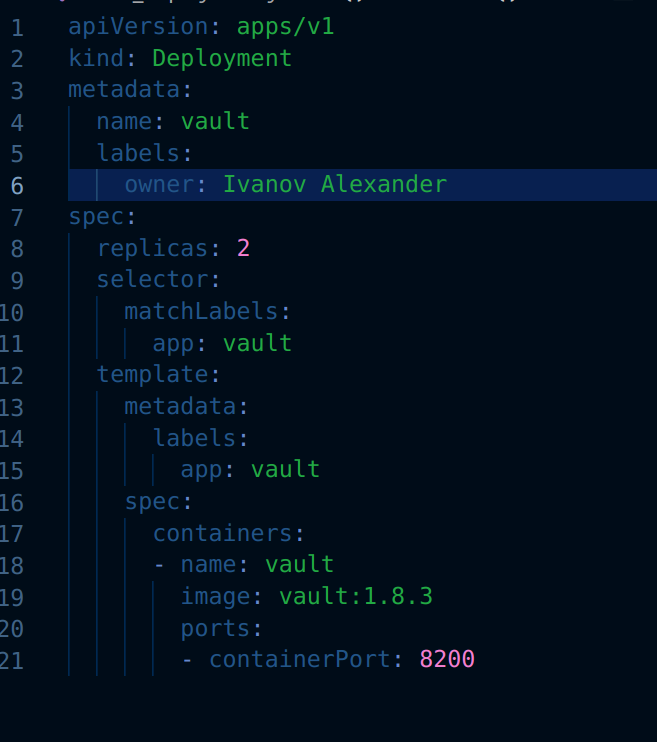 1 apiVersion: apps/v1
2 kind: Deployment
3 metadata:
4   name: vault
5   labels:
6     owner: Ivanov Alexander
7 spec:
8   replicas: 2
9   selector:
10     matchLabels:
11       app: vault
12   template:
13     metadata:
14       labels:
15         app: vault
16     spec:
17       containers:
18       - name: vault
19         image: vault:1.8.3
20         ports:
21         - containerPort: 8200